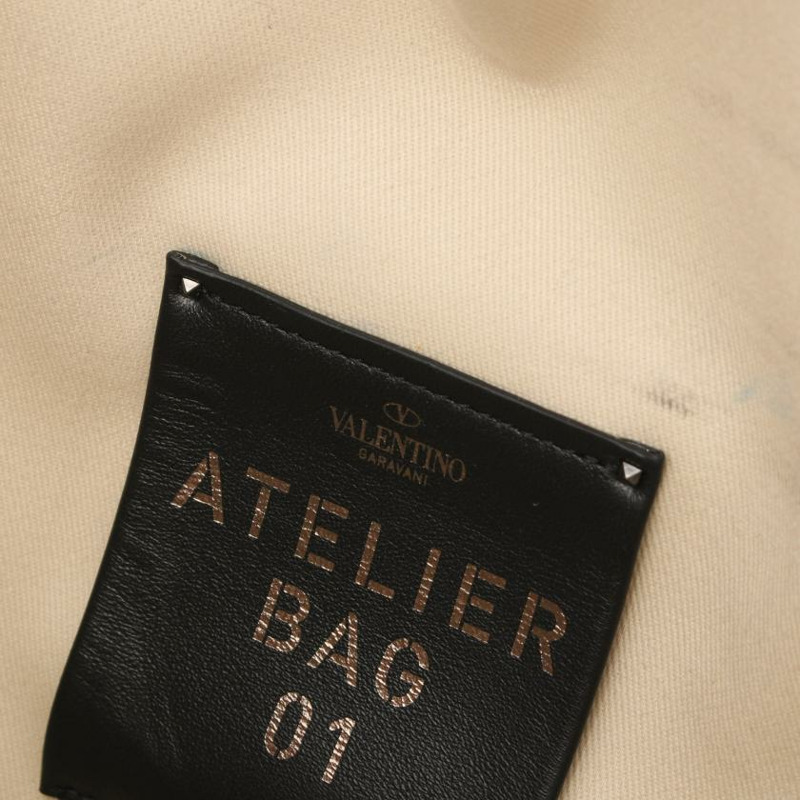 VALENTINO
GARAVANI
ATELIER
BAG
01